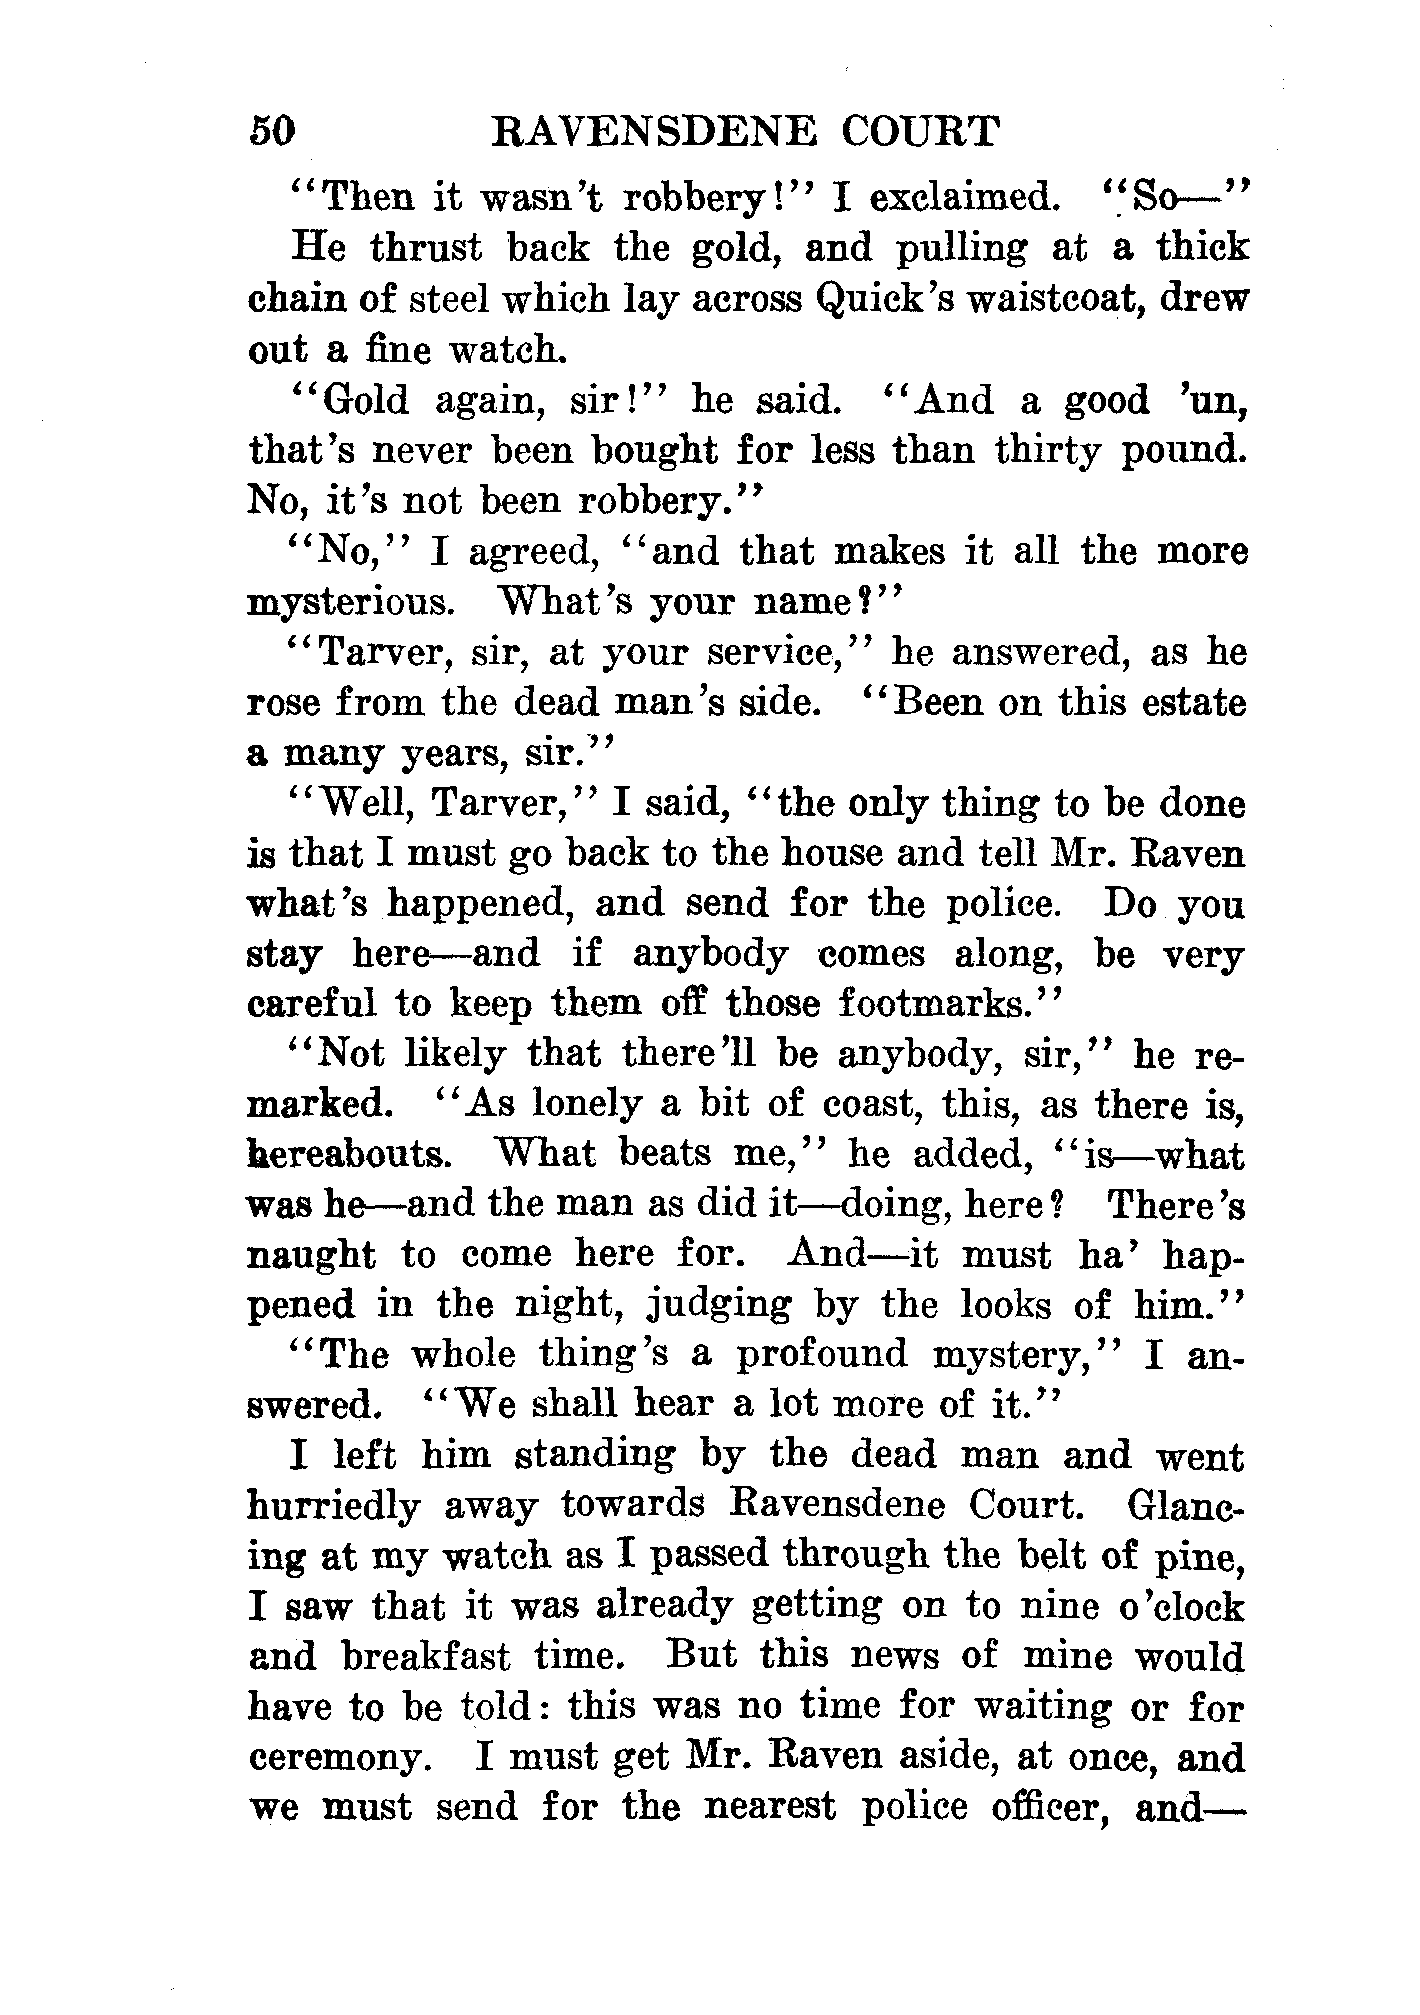 50 RAVENSDENE COURT
"Then it wasn't robbery!" I exclaimed. "So—"
He thrust back the gold, and pulling at a thick
chain of steel which lay across Quick's waistcoat, drew
out a fine watch.
"Gold again, sir!" he said. "And a good 'un,
that's never been bought for less than thirty pound.
No, it's not been robbery."
"No," I agreed, "and that makes it all the more
mysterious. What's your name?"
"Tarver, sir, at your service," he answered, as he
rose from the dead man's side. "Been on this estate
a many years, sir."
"Well, Tarver," I said, "the only thing to be done
is that I must go back to the house and tell Mr. Raven
what's happened, and send for the police. Do you
stay here—and if anybody comes along, be very
careful to keep them off those footmarks."
"Not likely that there'll be anybody, sir," he re-
marked. "As lonely a bit of coast, this, as there is,
hereabouts. What beats me," he added, "is—what
was he—and the man as did it—doing, here? There's
naught to come here for. And—it must ha' hap-
pened in the night, judging by the looks of him."
"The whole thing's a profound mystery," I an-
swered. "We shall hear a lot more of it."
I left him standing by the dead man and went
hurriedly away towards Ravensdene Court. Glanc-
ing at my watch as I passed through the belt of pine,
I saw that it was already getting on to nine o'clock
and breakfast time. But this news of mine would
have to be told: this was no time for waiting or for
ceremony. I must get Mr. Raven aside, at once, and
we must send for the nearest police officer, and—